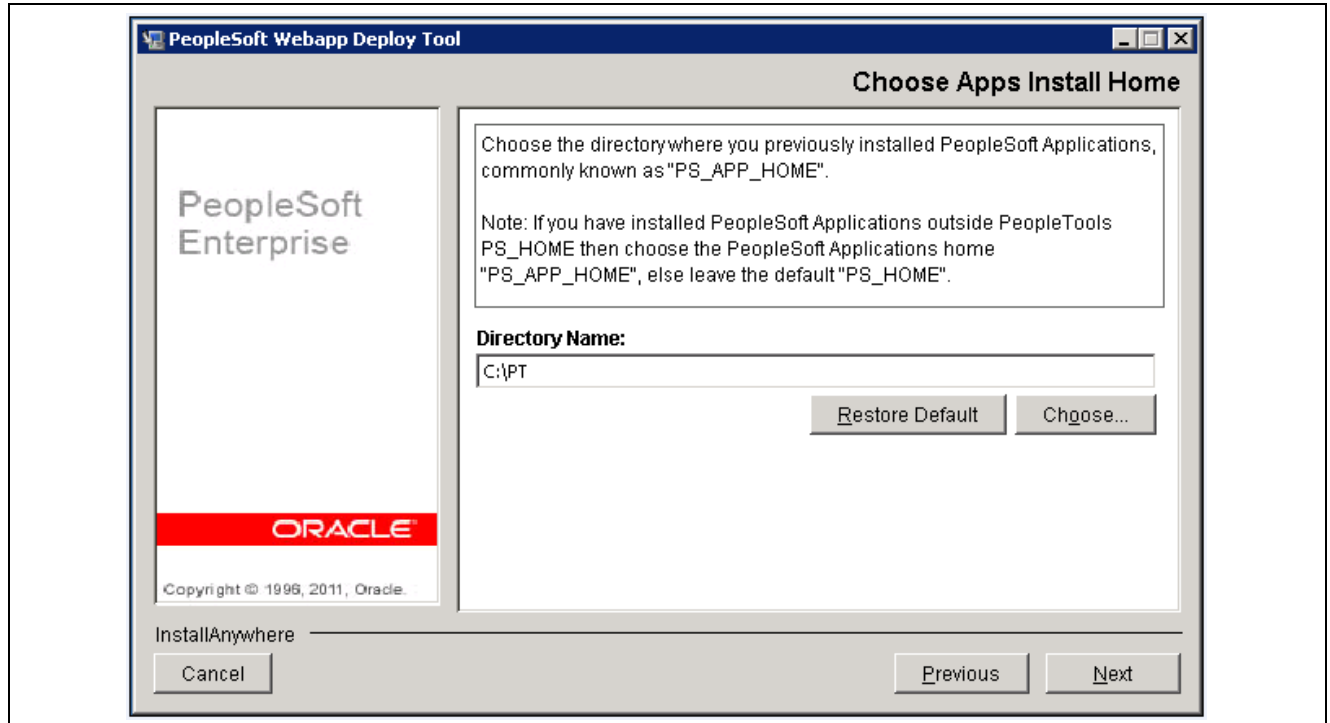 PeopleSoft Webapp Deploy Tool
Choose Apps Install Home
PeopleSoft
Enterprise
ORACLE
Copyright © 1996, 2011, Oracle.
Choose the directory where you previously installed PeopleSoft Applications,
commonly known as "PS_APP_HOME".
Note: If you have installed PeopleSoft Applications outside PeopleTools
PS_HOME then choose the PeopleSoft Applications home
"PS_APP_HOME", else leave the default "PS_HOME".
Directory Name:
C:\PT
Restore Default
Choose...
InstallAnywhere
Cancel
Previous
Next